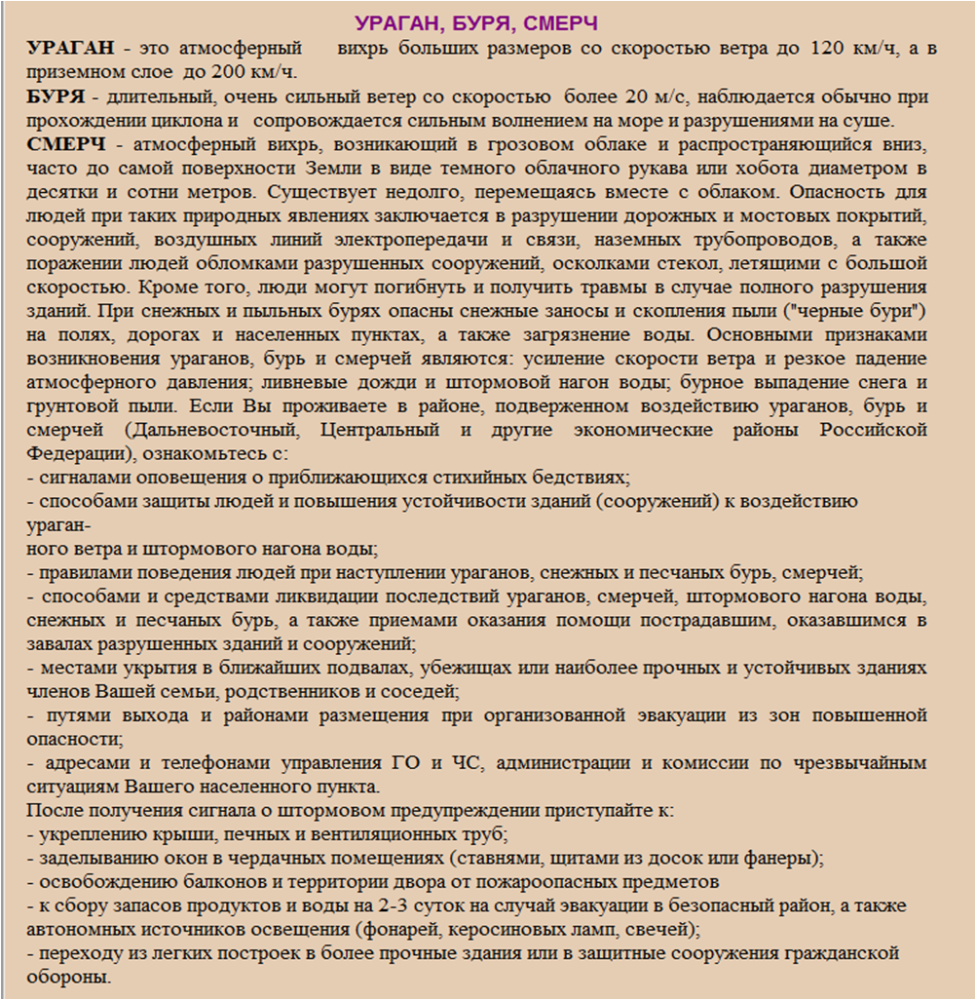 УРАГАН, БУРЯ, СМЕРЧ
УРАГАН - это атмосферный вихрь больших размеров со скоростью ветра до 120 км/ч, а в
приземном слое до 200 км/ч.
БУРЯ - длительный, очень сильный ветер со скоростью более 20 м/с, наблюдается обычно при
прохождении циклона и сопровождается сильным волнением на море и разрушениями на суше.
СМЕРЧ - атмосферный вихрь, возникающий в грозовом облаке и распространяющийся вниз,
часто до самой поверхности Земли в виде темного облачного рукава или хобота диаметром в
десятки и сотни метров. Существует недолго, перемещаясь вместе с облаком. Опасность для
людей при таких природных явлениях заключается в разрушении дорожных и мостовых покрытий,
сооружений, воздушных линий электропередачи и связи, наземных трубопроводов, а также
поражении людей обломками разрушенных сооружений, осколками стекол, летящими с большой
скоростью. Кроме того, люди могут погибнуть и получить травмы в случае полного разрушения
зданий. При снежных и пыльных бурях опасны снежные заносы и скопления пыли ("черные бури")
на полях, дорогах и населенных пунктах, а также загрязнение воды. Основными признаками
возникновения ураганов, бурь и смерчей являются: усиление скорости ветра и резкое падение
атмосферного давления; ливневые дожди и штормовой нагон воды; бурное выпадение снега и
грунтовой пыли. Если Вы проживаете в районе, подверженном воздействию ураганов, бурь и
смерчей (Дальневосточный, Центральный и другие экономические районы Российской
Федерации), ознакомьтесь с:
- сигналами оповещения о приближающихся стихийных бедствиях;
- способами защиты людей и повышения устойчивости зданий (сооружений) к воздействию
ураган-
ного ветра и штормового нагона воды;
- правилами поведения людей при наступлении ураганов, снежных и песчаных бурь, смерчей;
- способами и средствами ликвидации последствий ураганов, смерчей, штормового нагона воды,
снежных и песчаных бурь, а также приемами оказания помощи пострадавшим, оказавшимся в
завалах разрушенных зданий и сооружений;
- местами укрытия в ближайших подвалах, убежищах или наиболее прочных и устойчивых зданиях
членов Вашей семьи, родственников и соседей;
- путями выхода и районами размещения при организованной эвакуации из зон повышенной
опасности;
- адресами и телефонами управления ГО и ЧС, администрации и комиссии по чрезвычайным
ситуациям Вашего населенного пункта.
После получения сигнала о штормовом предупреждении приступайте к:
- укреплению крыши, печных и вентиляционных труб;
- заделыванию окон в чердачных помещениях (ставнями, щитами из досок или фанеры);
- освобождению балконов и территории двора от пожароопасных предметов
- к сбору запасов продуктов и воды на 2-3 суток на случай эвакуации в безопасный район, а также
автономных источников освещения (фонарей, керосиновых ламп, свечей);
- переходу из легких построек в более прочные здания или в защитные сооружения гражданской
обороны.